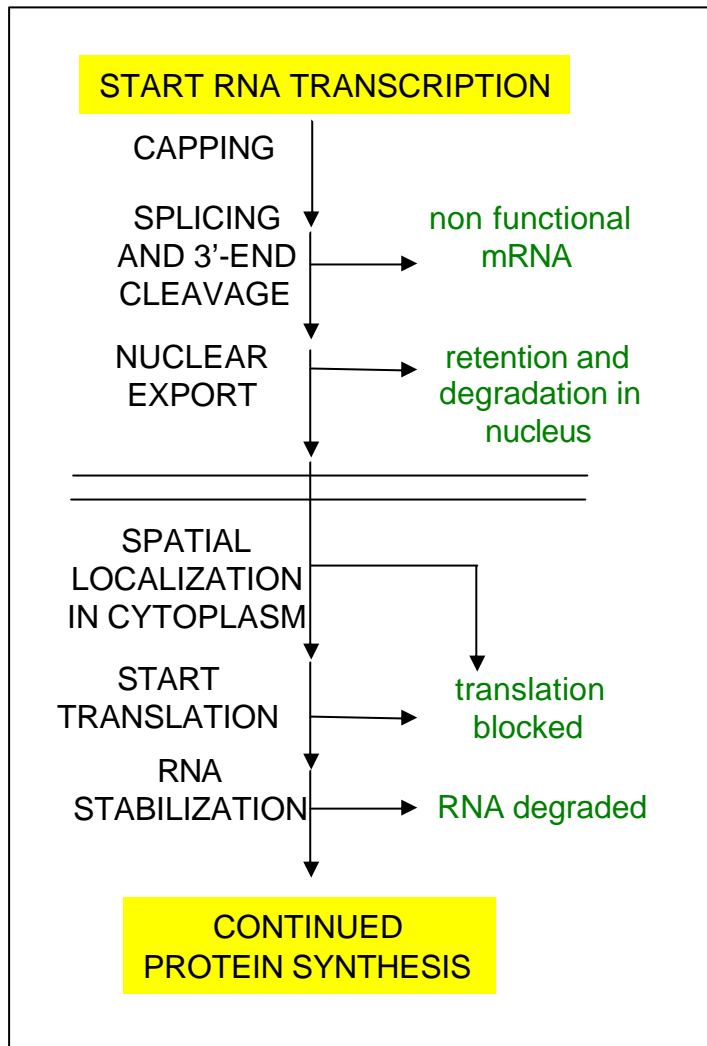 START RNA TRANSCRIPTION
CAPPING
SPLICING
AND 3’-END
CLEAVAGE
non functional
mRNA
NUCLEAR
EXPORT
retention and
degradation in
nucleus
SPATIAL
LOCALIZATION
IN CYTOPLASM
START
TRANSLATION
translation
blocked
RNA
STABILIZATION
RNA degraded
CONTINUED
PROTEIN SYNTHESIS